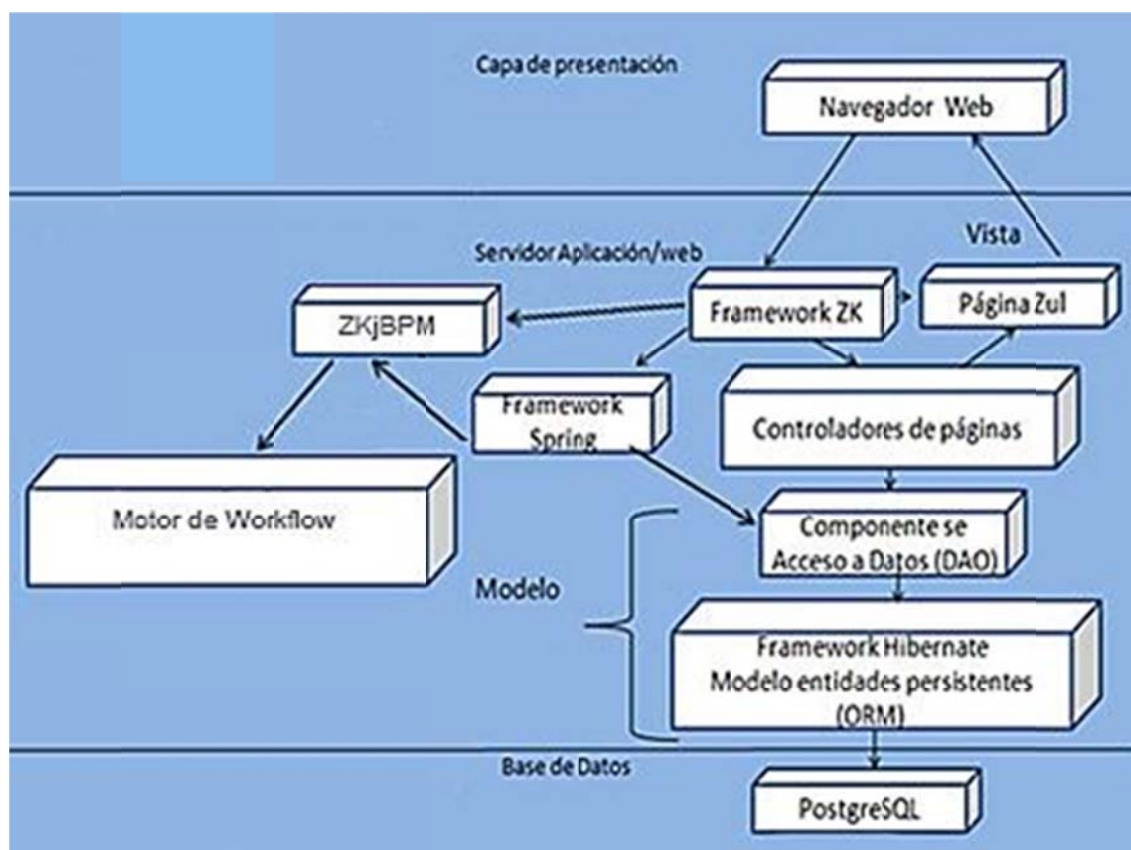 Capa de presentación
Navegador Web
Vista
Servidor Aplicación/web
Framework ZK
Página Zul
ZKjBPM
Framework
Spring
Controladores de páginas
Motor de Workflow
Componente se
Acceso a Datos (DAO)
Modelo
Framework Hibernate
Modelo entidades persistentes
(ORM)
Base de Datos
PostgreSQL